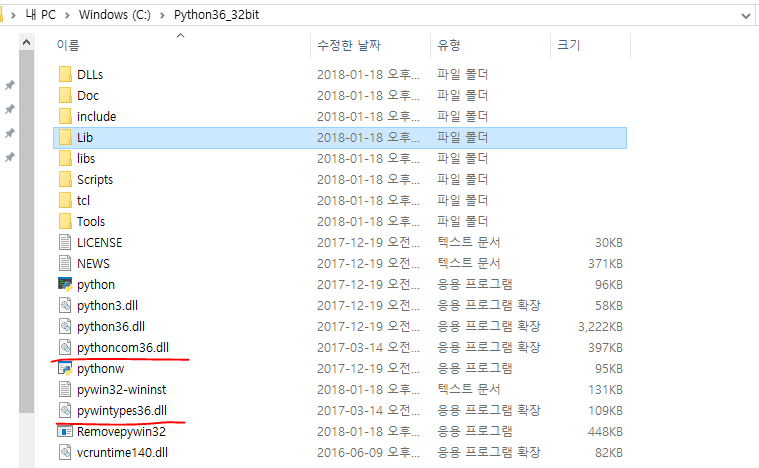 내 PC > Windows (C:) > Python36_32bit
이름 수정한 날짜 유형 크기
DLLs 2018-01-18 오후... 파일 폴더
Doc 2018-01-18 오후... 파일 폴더
include 2018-01-18 오후... 파일 폴더
Lib 2018-01-18 오후... 파일 폴더
libs 2018-01-18 오후... 파일 폴더
Scripts 2018-01-18 오후... 파일 폴더
tcl 2018-01-18 오후... 파일 폴더
Tools 2018-01-18 오후... 파일 폴더
LICENSE 2017-12-19 오전... 텍스트 문서 30KB
NEWS 2017-12-19 오전... 텍스트 문서 371KB
python 2017-12-19 오전... 응용 프로그램 96KB
python3.dll 2017-12-19 오전... 응용 프로그램 확장 58KB
python36.dll 2017-12-19 오전... 응용 프로그램 확장 3,222KB
pythoncom36.dll 2017-03-14 오전... 응용 프로그램 확장 397KB
pythonw 2017-12-19 오전... 응용 프로그램 95KB
pywin32-wininst 2018-01-18 오후... 텍스트 문서 131KB
pywintypes36.dll 2017-03-14 오전... 응용 프로그램 확장 109KB
Removepywin32 2018-01-18 오후... 응용 프로그램 448KB
vcruntime140.dll 2016-06-09 오후... 응용 프로그램 확장 82KB